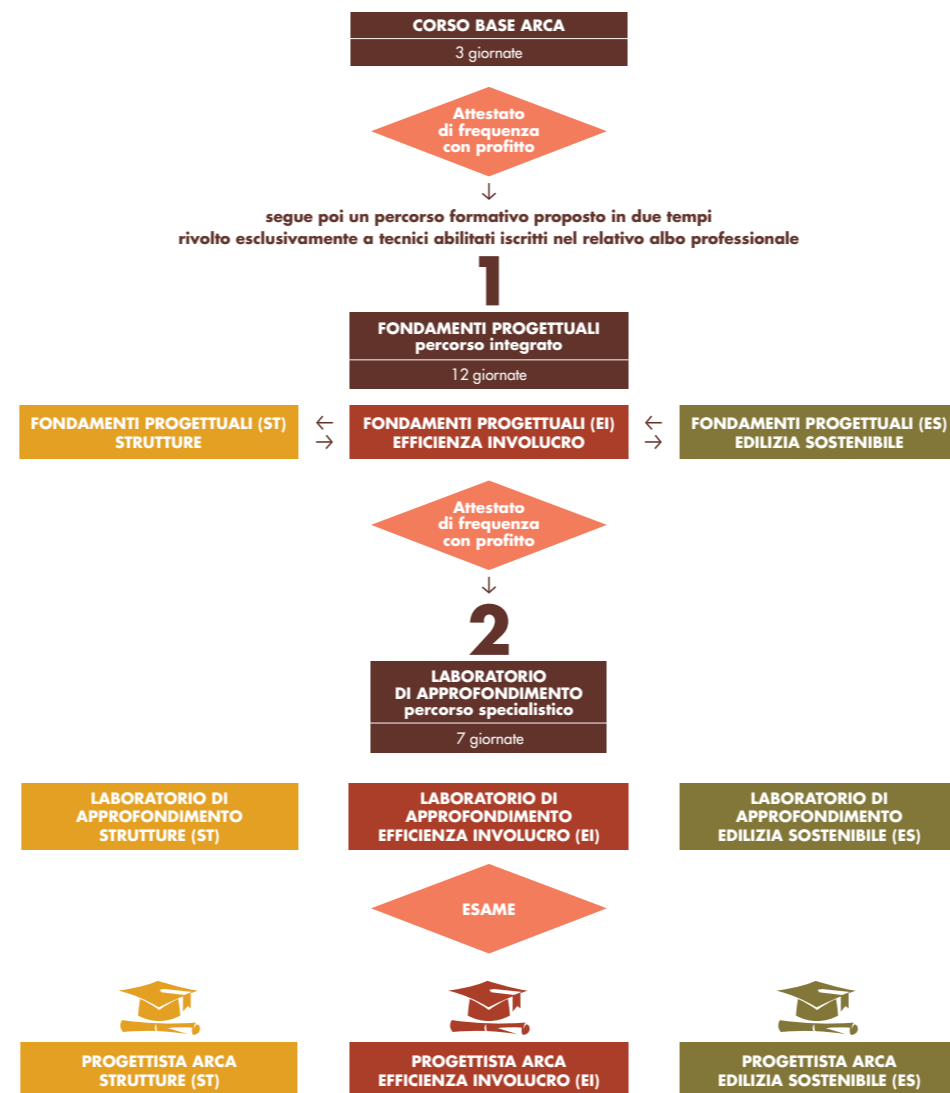 CORSO BASE ARCA
3 giornate
Attestato
di frequenza
con profitto
segue poi un percorso formativo proposto in due tempi
rivolto esclusivamente a tecnici abilitati iscritti nel relativo albo professionale
1
FONDAMENTI PROGETTUALI
percorso integrato
12 giornate
FONDAMENTI PROGETTUALI (ST)
STRUTTURE
FONDAMENTI PROGETTUALI (EI)
EFFICIENZA INVOLUCRO
FONDAMENTI PROGETTUALI (ES)
EDILIZIA SOSTENIBILE
Attestato
di frequenza
con profitto
2
LABORATORIO
DI APPROFONDIMENTO
percorso specialistico
7 giornate
LABORATORIO DI
APPROFONDIMENTO
STRUTTURE (ST)
LABORATORIO DI
APPROFONDIMENTO
EFFICIENZA INVOLUCRO (EI)
LABORATORIO DI
APPROFONDIMENTO
EDILIZIA SOSTENIBILE (ES)
ESAME
PROGETTISTA ARCA
STRUTTURE (ST)
PROGETTISTA ARCA
EFFICIENZA INVOLUCRO (EI)
PROGETTISTA ARCA
EDILIZIA SOSTENIBILE (ES)